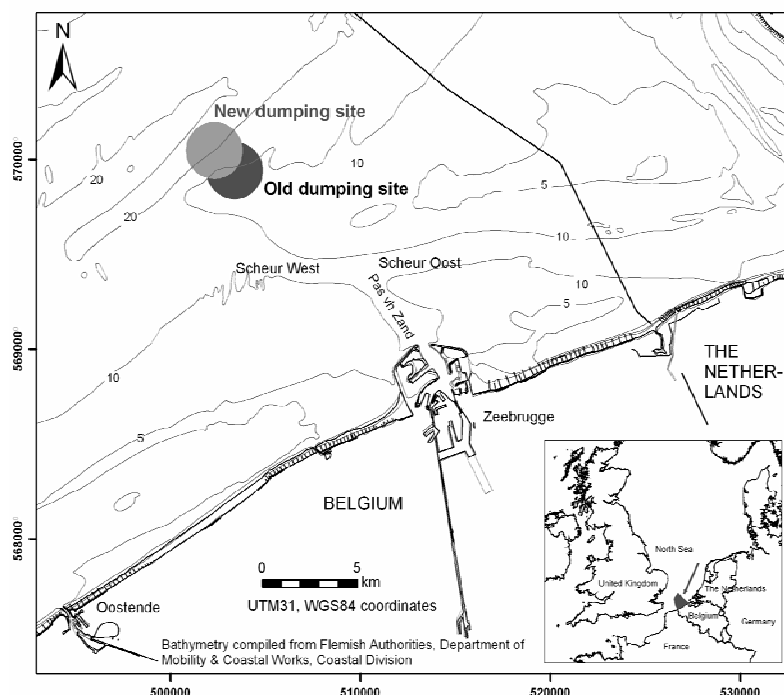 N
New dumping site
Old dumping site
20
20
10
5
10
10
5
Scheur West
Scheur Oost
Pas vh Zand
10
5
THE
NETHER-
LANDS
Zeebrugge
BELGIUM
0 5
km
UTM31, WGS84 coordinates
Oostende
Bathymetry compiled from Flemish Authorities, Department of
Mobility & Coastal Works, Coastal Division
North Sea
United Kingdom
The Netherlands
Belgium
Germany
France
5700000
5690000
5680000
500000
510000
520000
530000